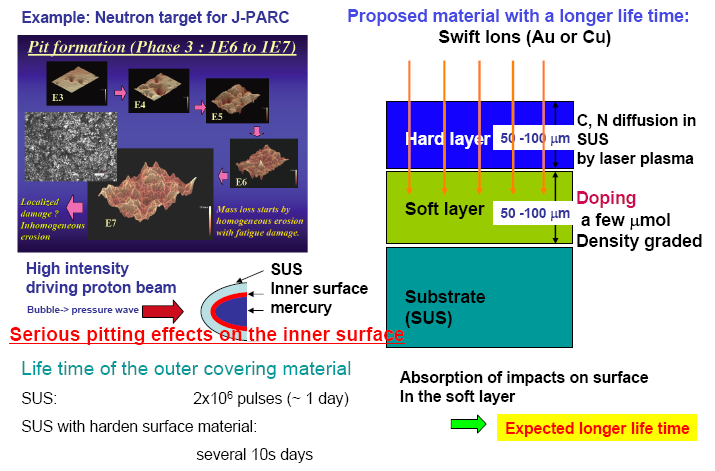 Example: Neutron target for J-PARC
Pit formation (Phase 3 : 1E6 to 1E7)
E3
E4
E5
E6
E7
Localized
damage ?
Inhomogeneous
erosion
Mass loss starts by
homogeneous erosion
with fatigue damage.
High intensity
driving proton beam
Bubble-> pressure wave
SUS
Inner surface
mercury
Serious pitting effects on the inner surface
Life time of the outer covering material
SUS: 2x10⁶ pulses (~ 1 day)
SUS with harden surface material:
several 10s days
Proposed material with a longer life time:
Swift Ions (Au or Cu)
Hard layer 50 -100 μm
C, N diffusion in
SUS
by laser plasma
Soft layer 50 -100 μm
Doping
a few μmol
Density graded
Substrate
(SUS)
Absorption of impacts on surface
In the soft layer
Expected longer life time